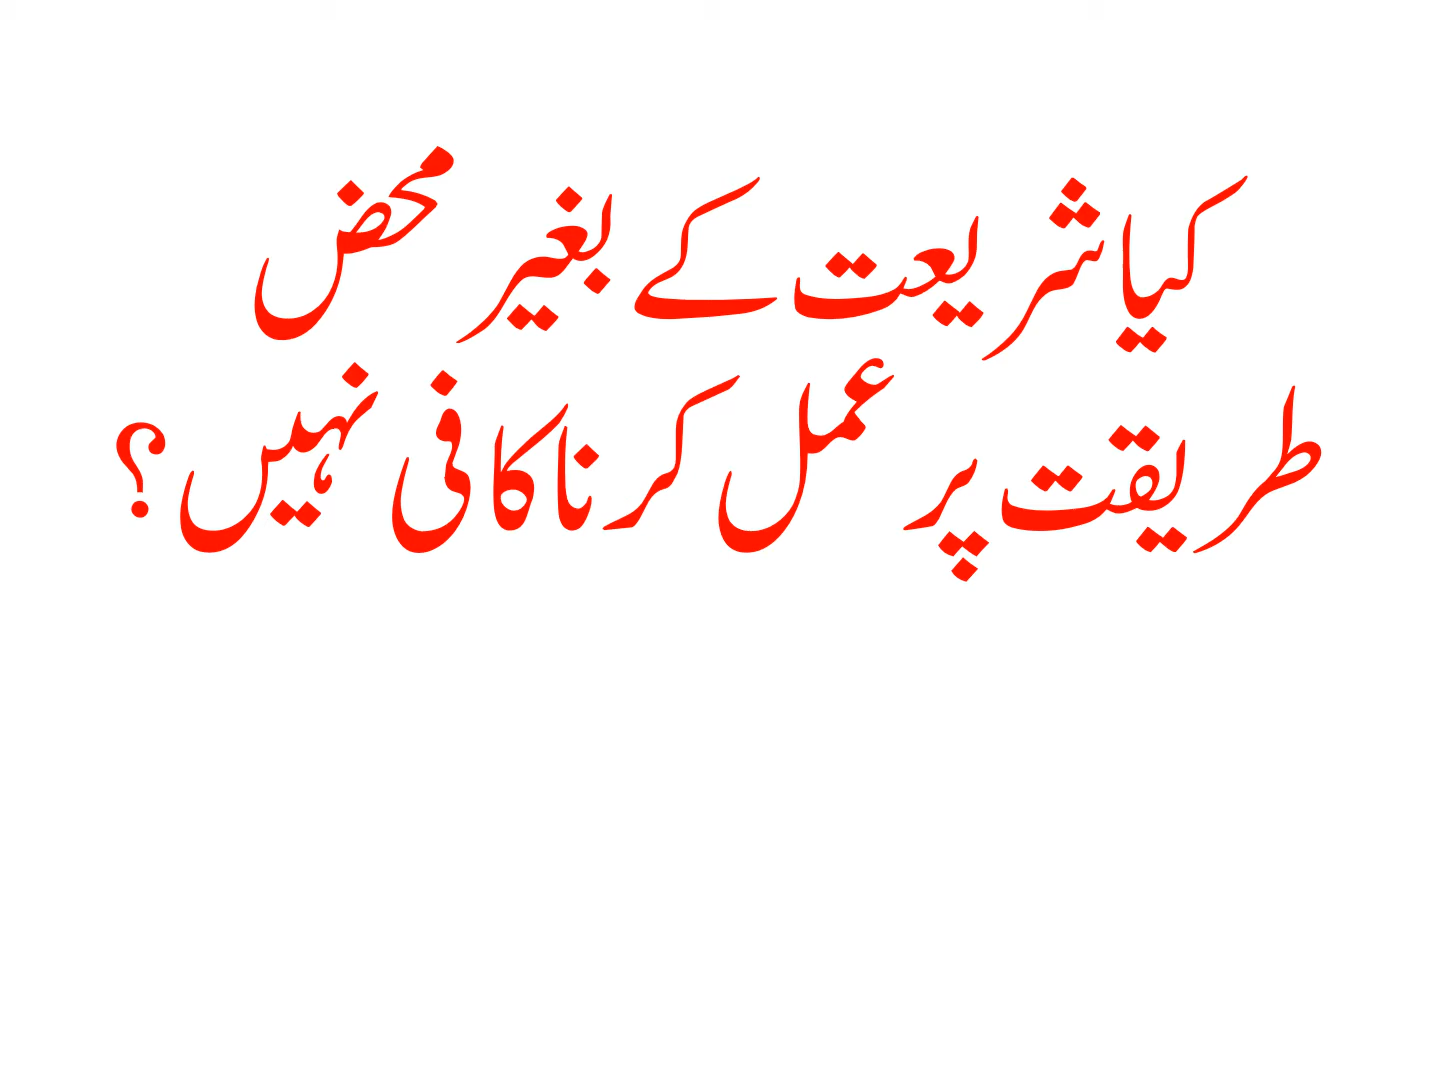 کیا شریعت کے بغیر محض
طریقت پر عمل کرنا کافی نہیں؟